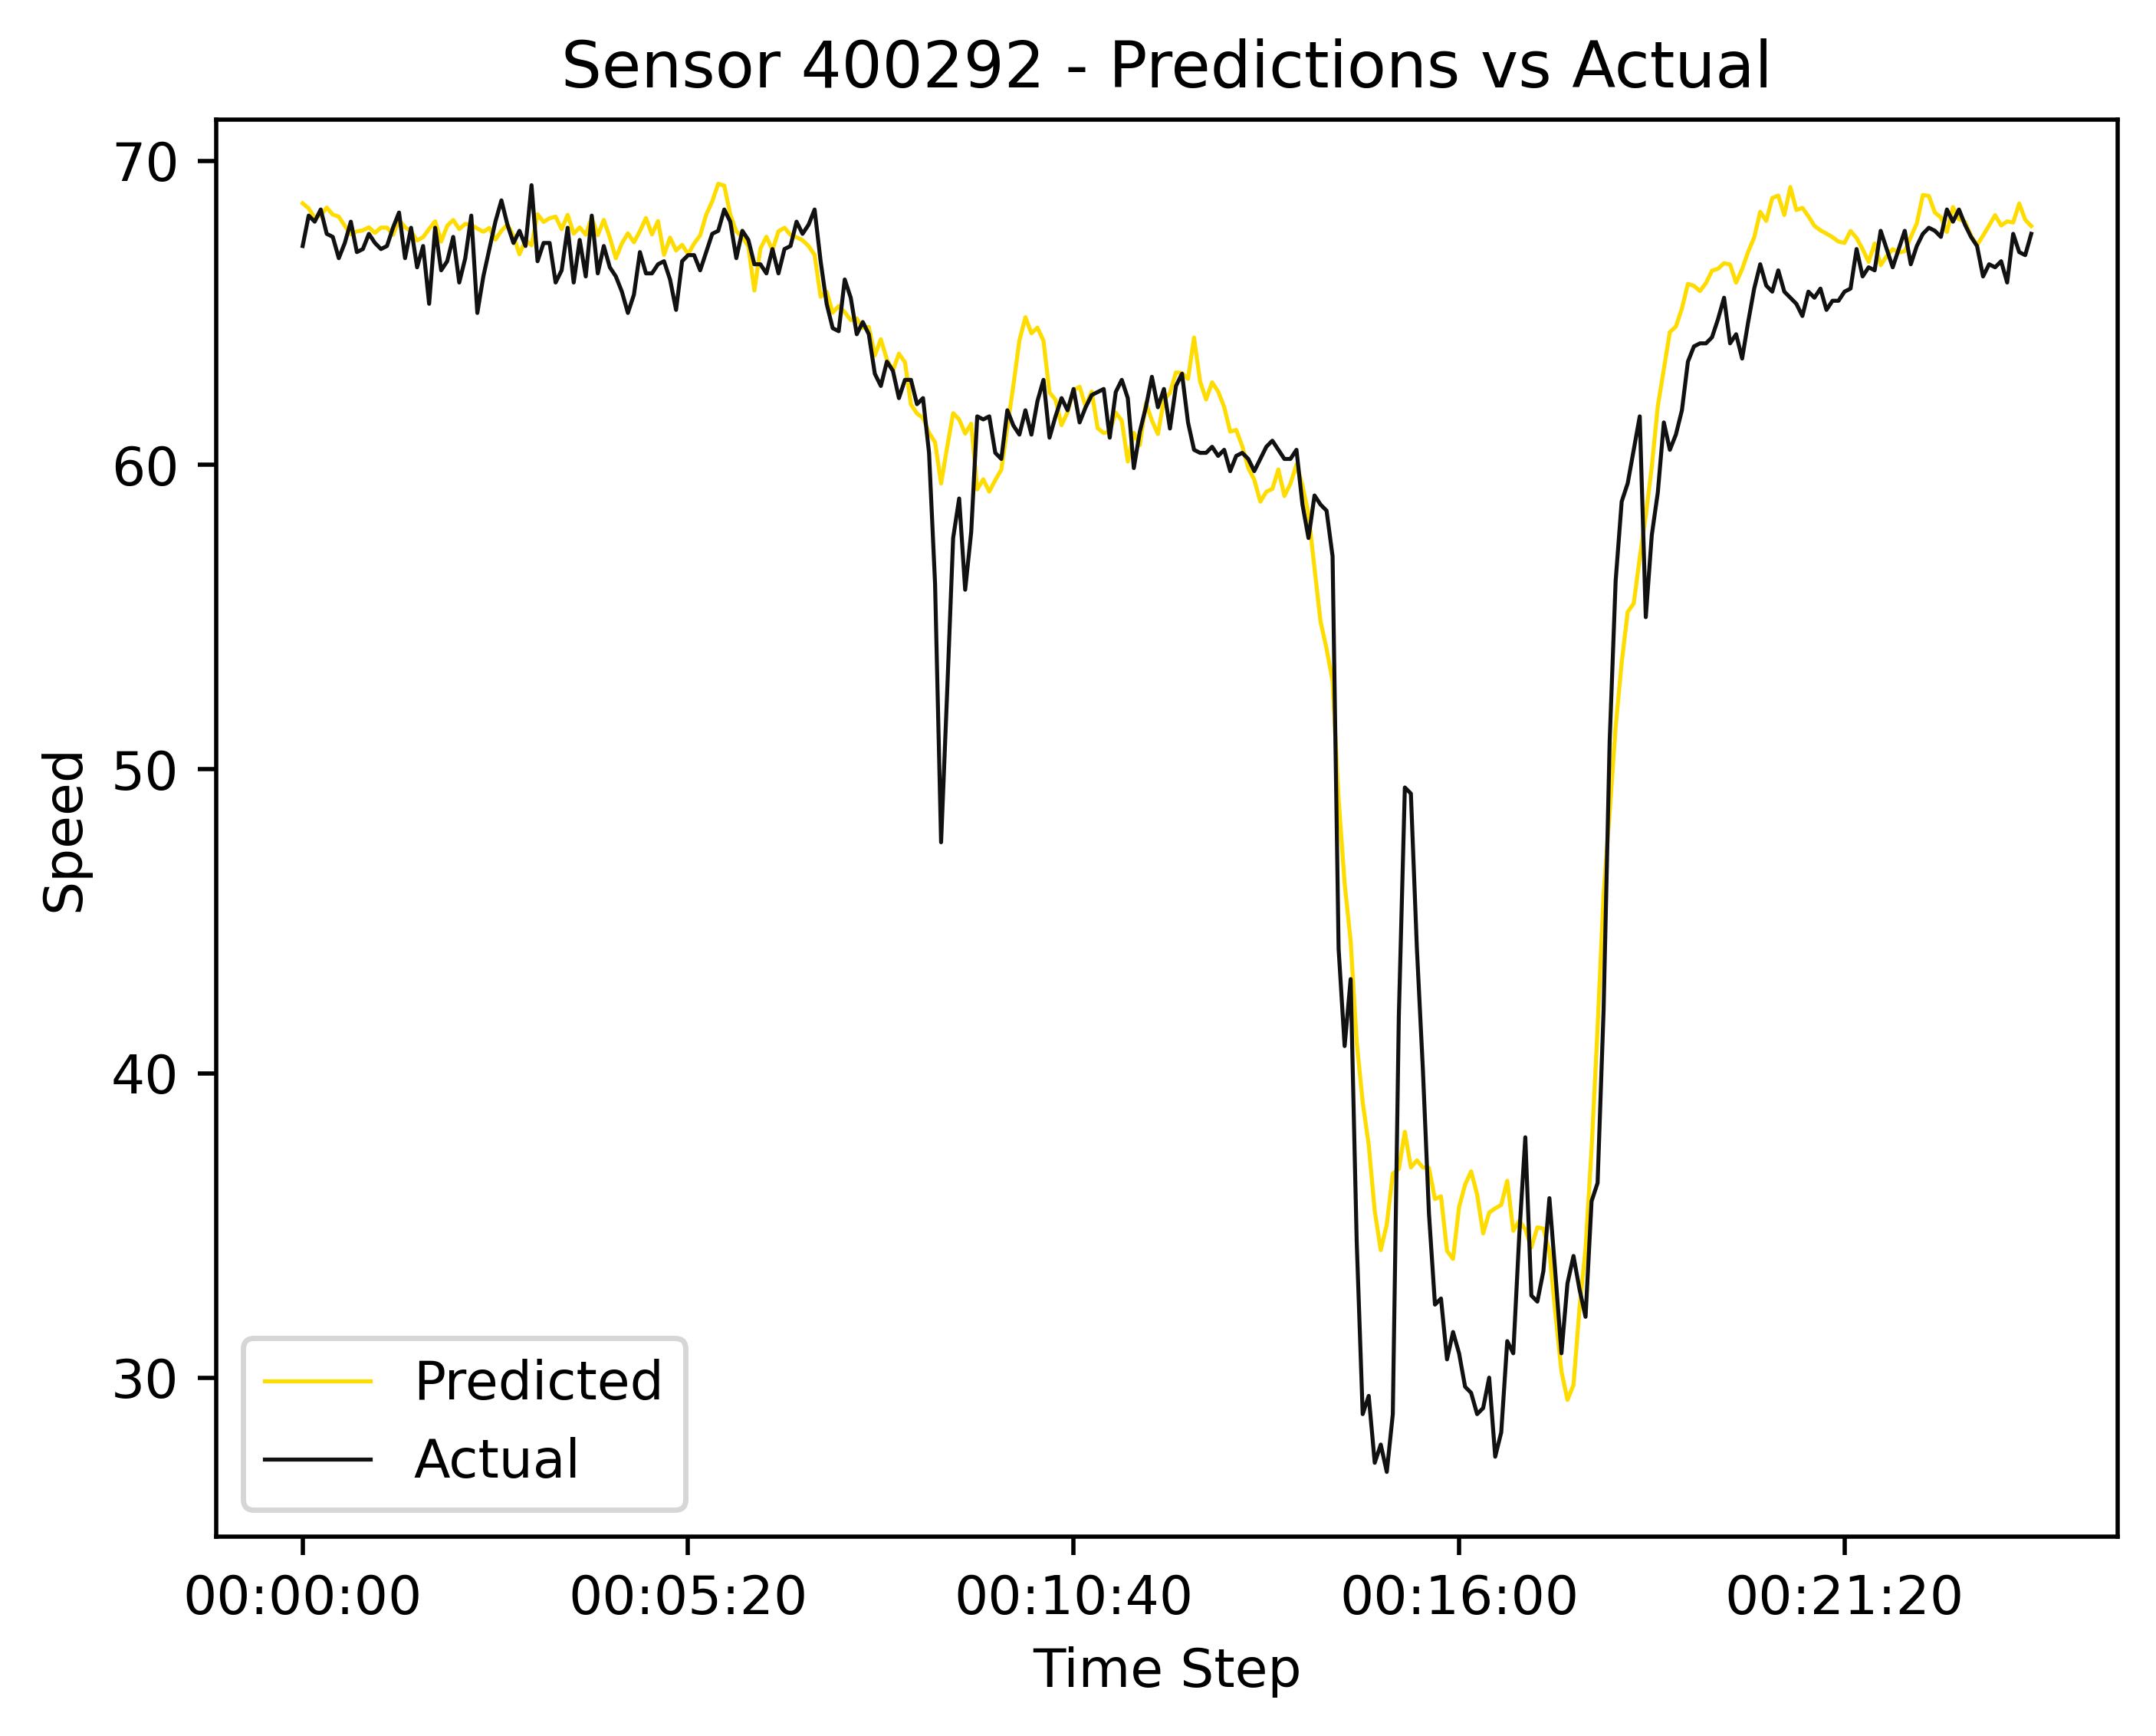 Sensor 400292 - Predictions vs Actual
70
60
50
40
30
Speed
Predicted
Actual
00:00:00 00:05:20 00:10:40 00:16:00 00:21:20
Time Step